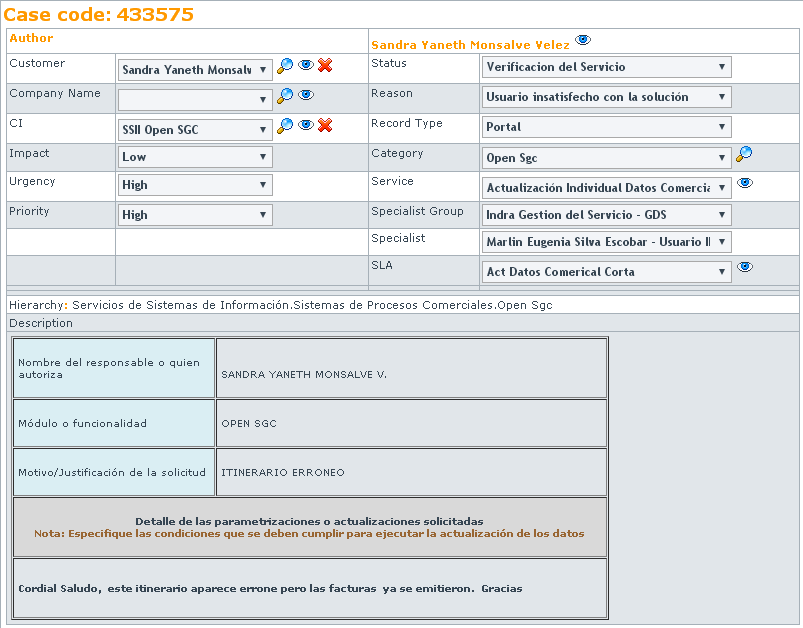 Case code: 433575
Author
Sandra Yaneth Monsalve Velez
Customer
Sandra Yaneth Monsalv
Status
Verificacion del Servicio
Company Name
Reason
Usuario insatisfecho con la solución
CI
SSII Open SGC
Record Type
Portal
Impact
Low
Category
Open Sgc
Urgency
High
Service
Actualización Individual Datos Comercia
Priority
High
Specialist Group
Indra Gestion del Servicio - GDS
Specialist
Marlin Eugenia Silva Escobar - Usuario I
SLA
Act Datos Comerical Corta
Hierarchy: Servicios de Sistemas de Información.Sistemas de Procesos Comerciales.Open Sgc
Description
Nombre del responsable o quien
autoriza
SANDRA YANETH MONSALVE V.
Módulo o funcionalidad
OPEN SGC
Motivo/Justificación de la solicitud
ITINERARIO ERRONEO
Detalle de las parametrizaciones o actualizaciones solicitadas
Nota: Especifique las condiciones que se deben cumplir para ejecutar la actualización de los datos
Cordial Saludo, este itinerario aparece errone pero las facturas ya se emitieron. Gracias